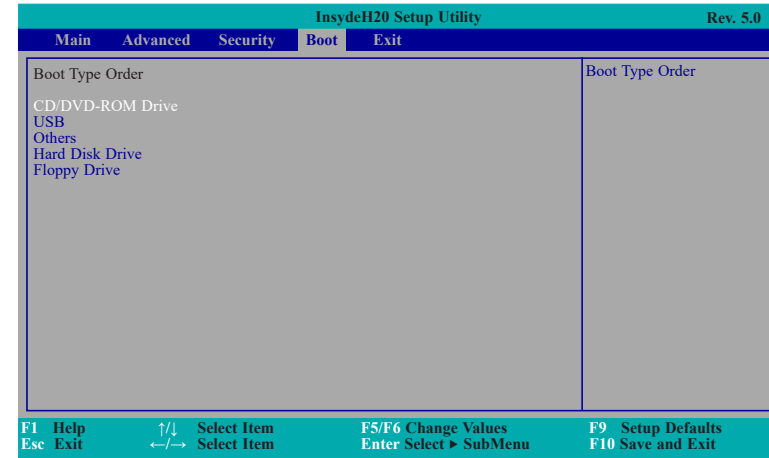 InsydeH20 Setup Utility Rev. 5.0
Main Advanced Security Boot Exit
Boot Type Order Boot Type Order
CD/DVD-ROM Drive
USB
Others
Hard Disk Drive
Floppy Drive
F1 Help ↑/↓ Select Item F5/F6 Change Values F9 Setup Defaults
Esc Exit ←/→ Select Item Enter Select ► SubMenu F10 Save and Exit